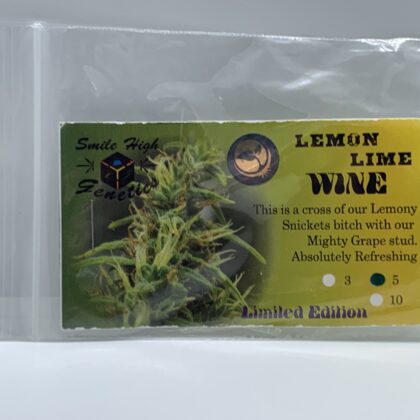 Smile High
Genetics
LEMON
LIME
WINE
This is a cross of our Lemony
Snickets bitch with our
Mighty Grape stud.
Absolutely Refreshing
3 5
10
Limited Edition